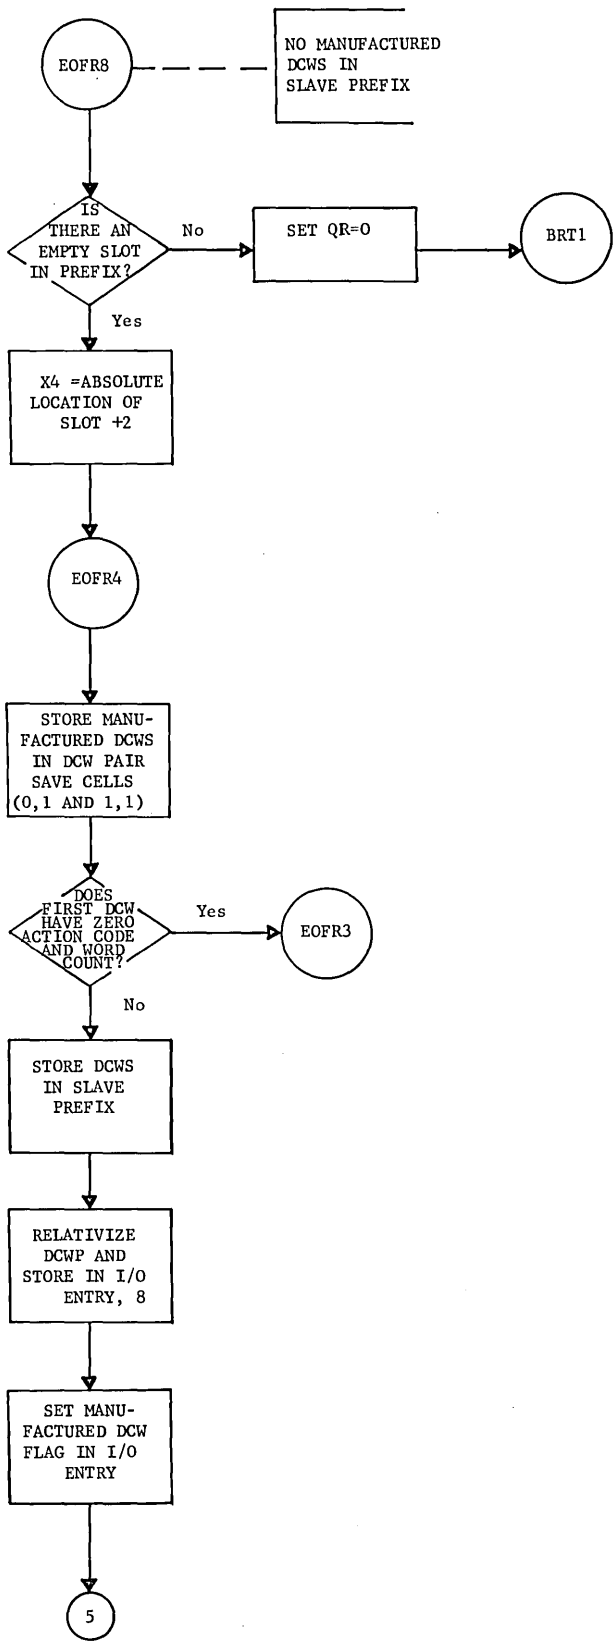 EOFR8
NO MANUFACTURED
DCWS IN
SLAVE PREFIX
IS
THERE AN
EMPTY SLOT
IN PREFIX?
No
SET QR=O
BRT1
Yes
X4 =ABSOLUTE
LOCATION OF
SLOT +2
EOFR4
STORE MANU-
FACTURED DCWS
IN DCW PAIR
SAVE CELLS
(0,1 AND 1,1)
DOES
FIRST DCW
HAVE ZERO
ACTION CODE
AND WORD
COUNT?
Yes
EOFR3
No
STORE DCWS
IN SLAVE
PREFIX
RELATIVIZE
DCWP AND
STORE IN I/O
ENTRY, 8
SET MANU-
FACTURED DCW
FLAG IN I/O
ENTRY
5